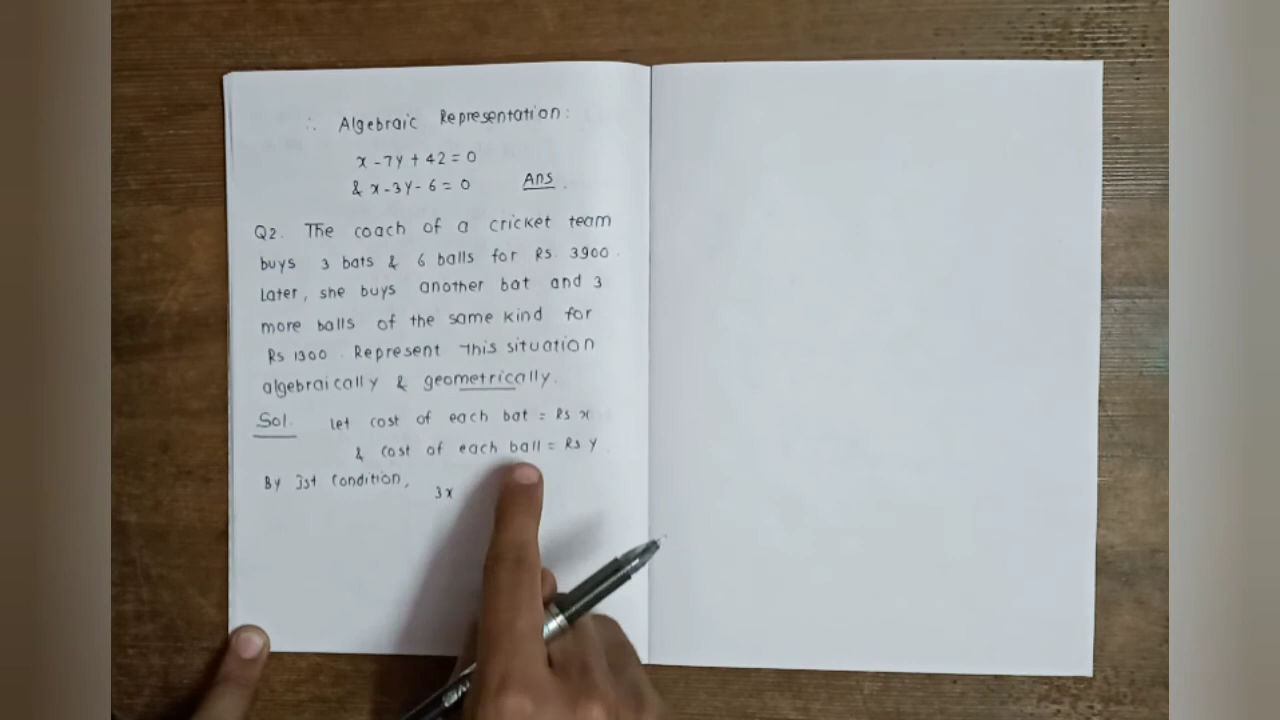 ∴ Algebraic Representation:
x - 7y + 42 = 0
& x - 3y - 6 = 0 Ans.
Q2. The coach of a cricket team
buys 3 bats & 6 balls for Rs. 3900.
Later, she buys another bat and 3
more balls of the same kind for
Rs 1300. Represent this situation
algebraically & geometrically.
Sol. Let cost of each bat = Rs x
& cost of each ball = Rs y.
By Ist condition,
3x